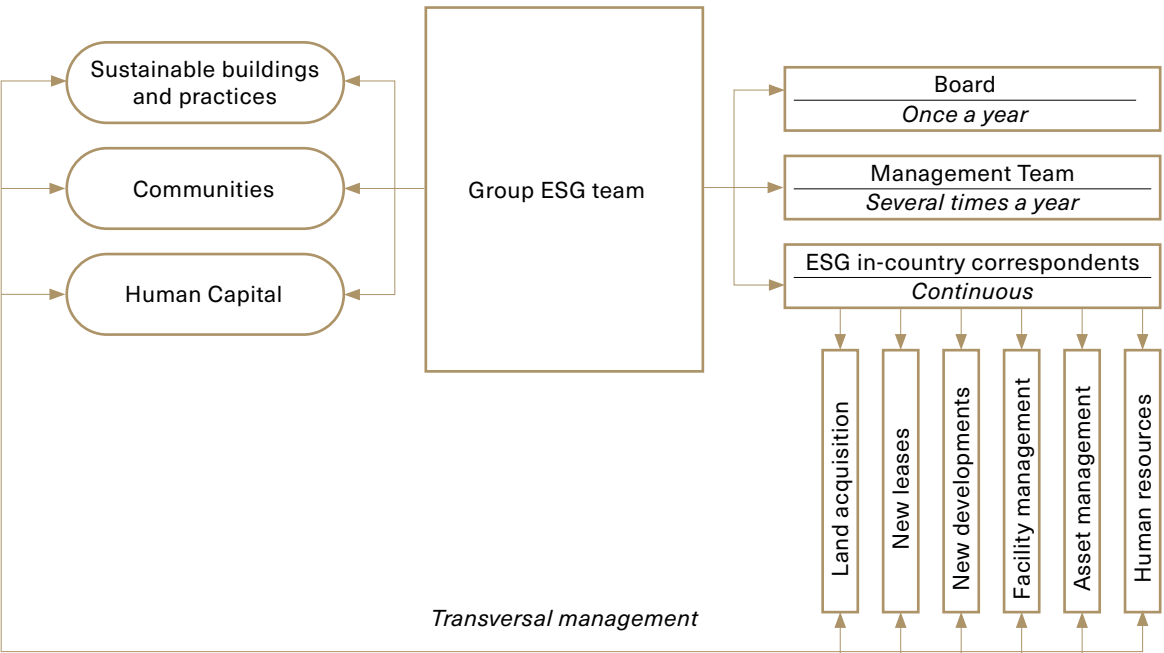 Sustainable buildings
and practices
Communities
Human Capital
Group ESG team
Board
Once a year
Management Team
Several times a year
ESG in-country correspondents
Continuous
Land acquisition
New leases
New developments
Facility management
Asset management
Human resources
Transversal management